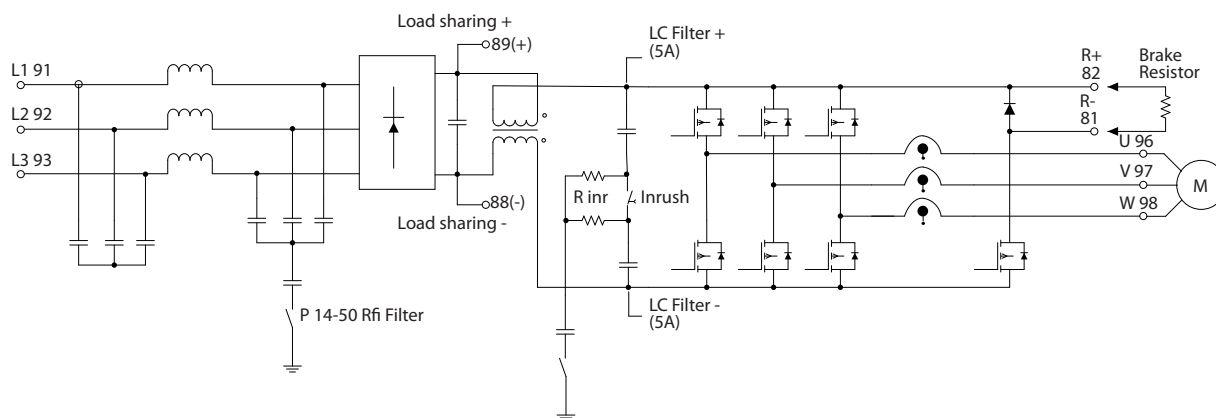 Load sharing +
89(+)
LC Filter +
(5A)
R+
82
Brake
Resistor
L1 91
R-
81
L2 92
U 96
L3 93
V 97
M
R inr
Inrush
88(-)
W 98
Load sharing -
LC Filter -
(5A)
P 14-50 Rfi Filter